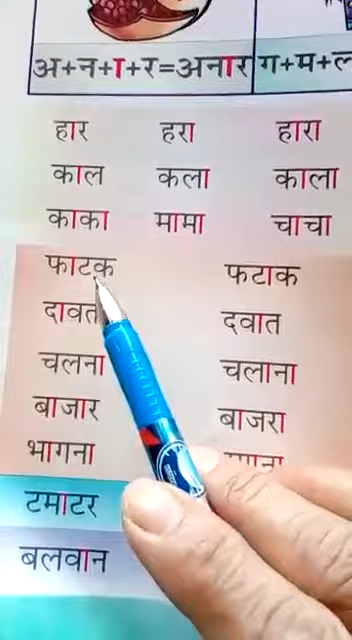 अ+न+ा+र=अनार ग+म+ल
हार हरा हारा
काल कला काला
काका मामा चाचा
फाटक फटाक
दावत दवात
चलना चलाना
बाजार बाजरा
भागना
टमाटर
बलवान